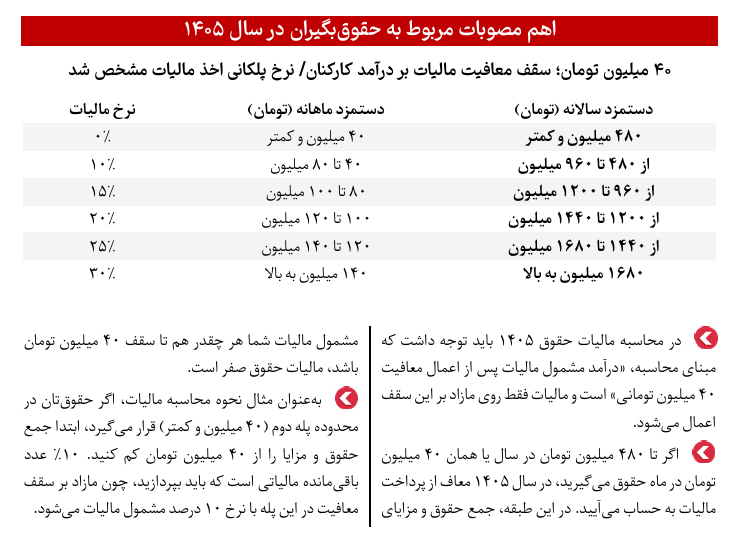 اهم مصوبات مربوط به حقوق‌بگیران در سال ۱۴۰۵
۴۰ میلیون تومان؛ سقف معافیت مالیات بر درآمد کارکنان/ نرخ پلکانی اخذ مالیات مشخص شد
دستمزد سالانه (تومان) دستمزد ماهانه (تومان) نرخ مالیات
۴۸۰ میلیون و کمتر ۴۰ میلیون و کمتر ۰٪
از ۴۸۰ تا ۹۶۰ میلیون ۴۰ تا ۸۰ میلیون ۱۰٪
از ۹۶۰ تا ۱۲۰۰ میلیون ۸۰ تا ۱۰۰ میلیون ۱۵٪
از ۱۲۰۰ تا ۱۴۴۰ میلیون ۱۰۰ تا ۱۲۰ میلیون ۲۰٪
از ۱۴۴۰ تا ۱۶۸۰ میلیون ۱۲۰ تا ۱۴۰ میلیون ۲۵٪
۱۶۸۰ میلیون به بالا ۱۴۰ میلیون به بالا ۳۰٪
در محاسبه مالیات حقوق ۱۴۰۵ باید توجه داشت که
مبنای محاسبه، «درآمد مشمول مالیات پس از اعمال معافیت
۴۰ میلیون تومانی» است و مالیات فقط روی مازاد بر این سقف
اعمال می‌شود.
اگر تا ۴۸۰ میلیون تومان در سال یا همان ۴۰ میلیون
تومان در ماه حقوق می‌گیرید، در سال ۱۴۰۵ معاف از پرداخت
مالیات به حساب می‌آیید. در این طبقه، جمع حقوق و مزایای
مشمول مالیات شما هر چقدر هم تا سقف ۴۰ میلیون تومان
باشد، مالیات حقوق صفر است.
به‌عنوان مثال نحوه محاسبه مالیات، اگر حقوق‌تان در
محدوده پله دوم (۴۰ میلیون و کمتر) قرار می‌گیرد، ابتدا جمع
حقوق و مزایا را از ۴۰ میلیون تومان کم کنید. ۱۰٪ عدد
باقی‌مانده مالیاتی است که باید بپردازید، چون مازاد بر سقف
معافیت در این پله با نرخ ۱۰ درصد مشمول مالیات می‌شود.